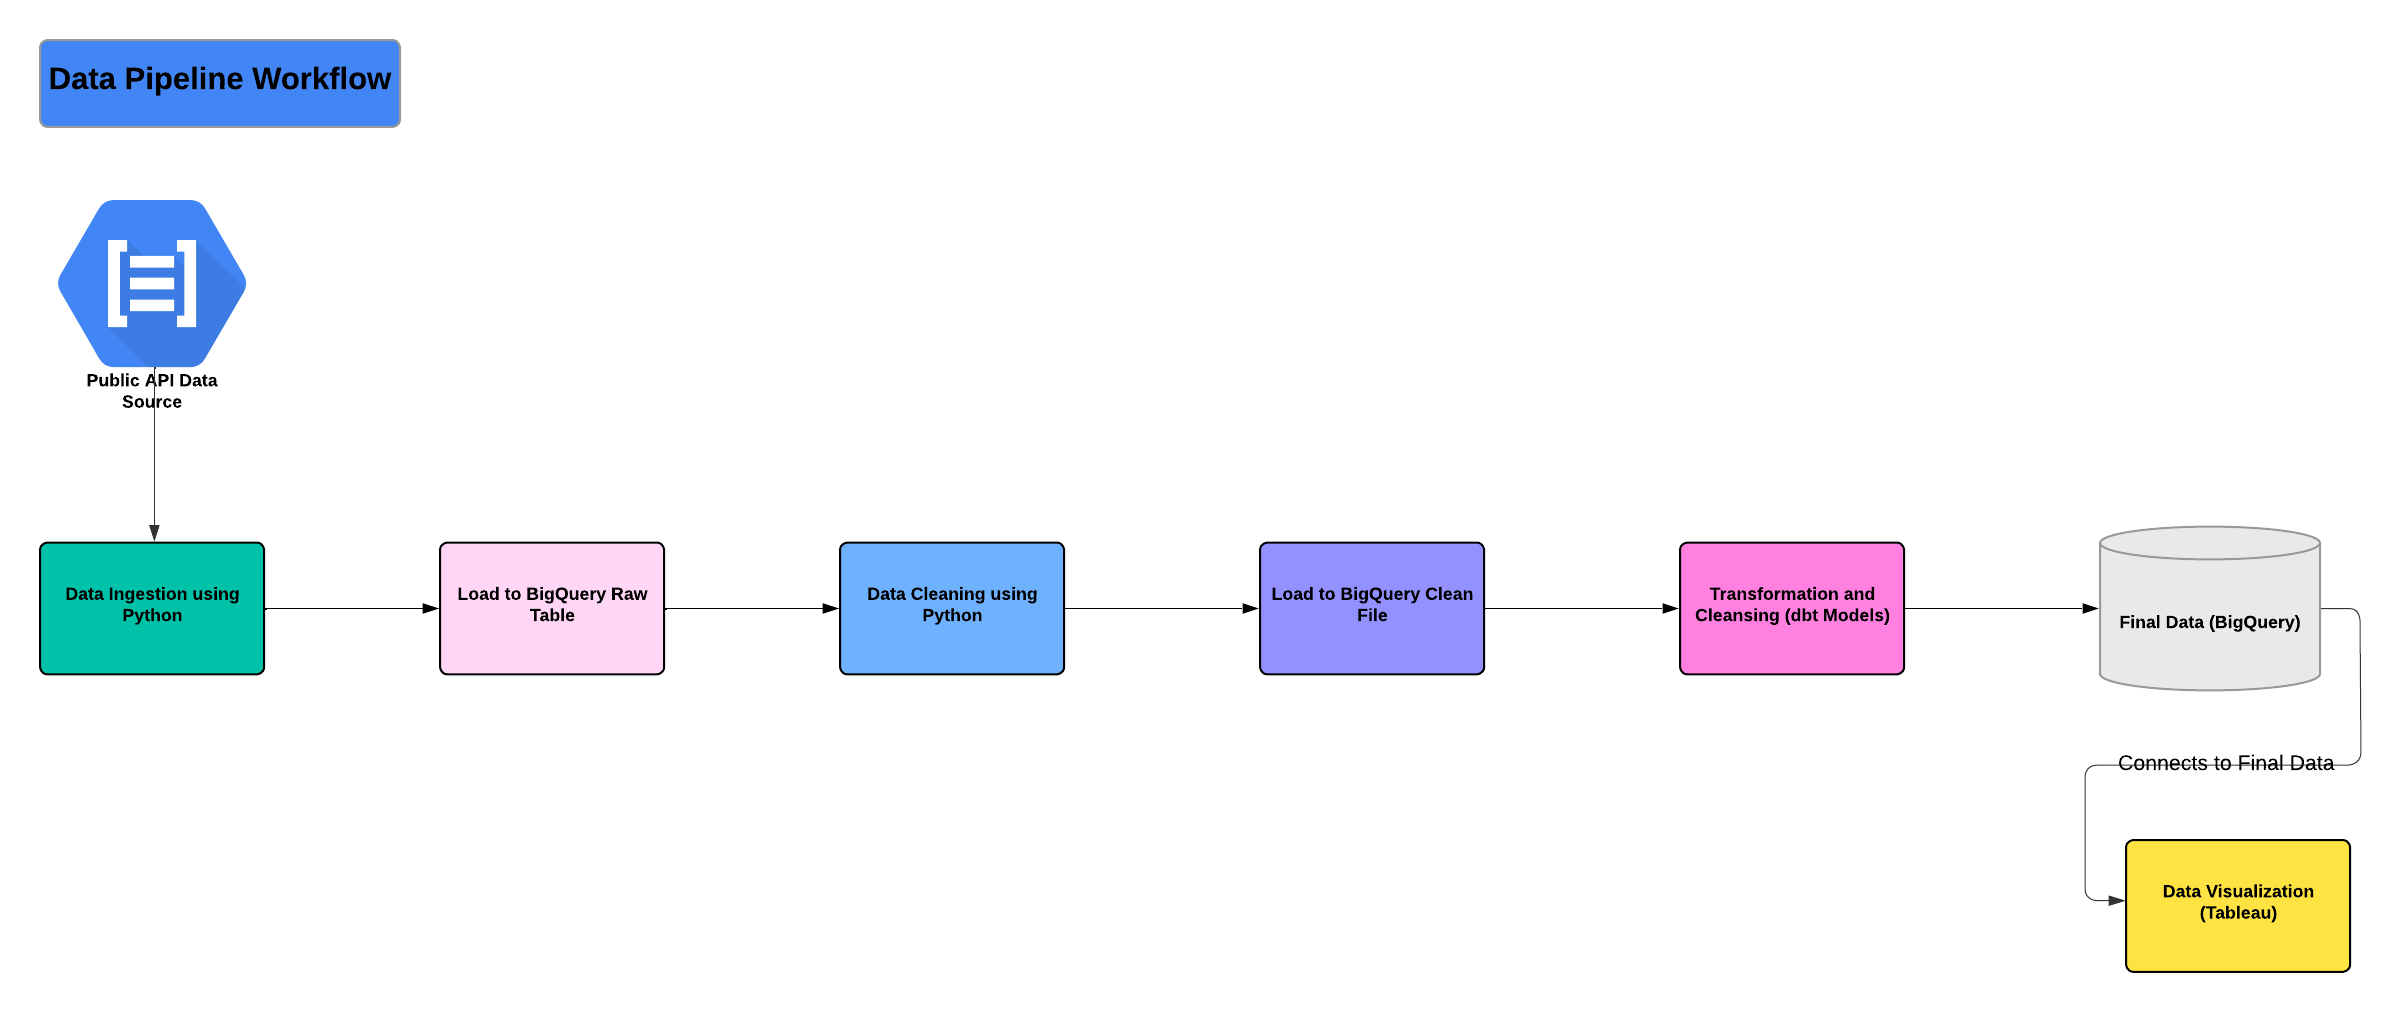 Data Pipeline Workflow
Public API Data
Source
Data Ingestion using
Python
Load to BigQuery Raw
Table
Data Cleaning using
Python
Load to BigQuery Clean
File
Transformation and
Cleansing (dbt Models)
Final Data (BigQuery)
Connects to Final Data
Data Visualization
(Tableau)